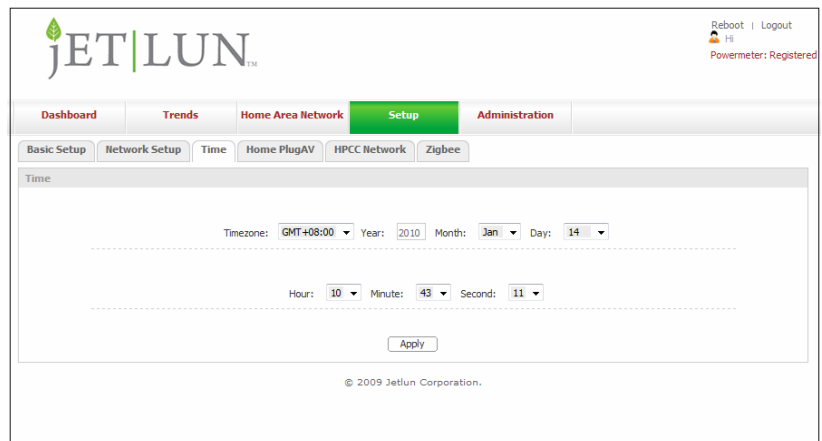 Reboot | Logout
JET|LUN™
Hi
Powermeter: Registered
Dashboard Trends Home Area Network Setup Administration
Basic Setup Network Setup Time Home PlugAV HPCC Network Zigbee
Time
Timezone: GMT+08:00 Year: 2010 Month: Jan Day: 14
Hour: 10 Minute: 43 Second: 11
Apply
© 2009 Jetlun Corporation.